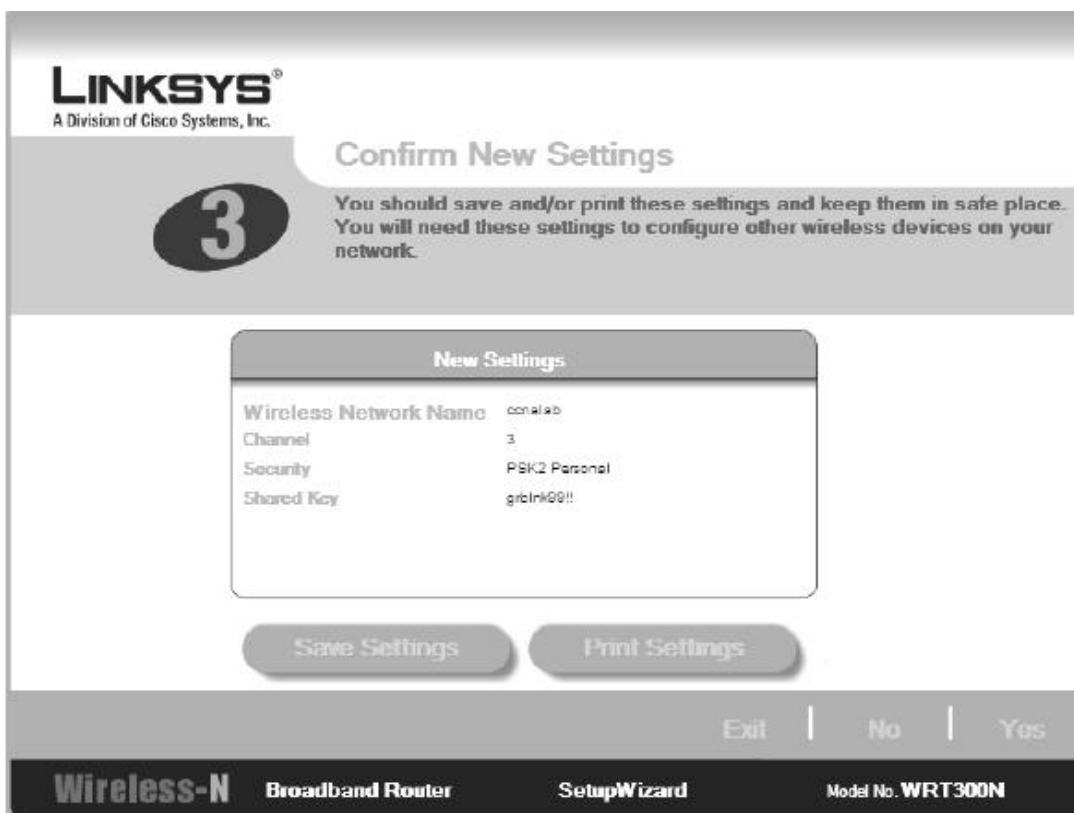 LINKSYS®
A Division of Cisco Systems, Inc.
Confirm New Settings
3
You should save and/or print these settings and keep them in safe place.
You will need these settings to configure other wireless devices on your
network.
New Settings
Wireless Network Name ccnalab
Channel 3
Security PSK2 Personal
Shared Key
Save Settings Print Settings
Exit No Yes
Wireless-N Broadband Router SetupWizard Model No. WRT300N